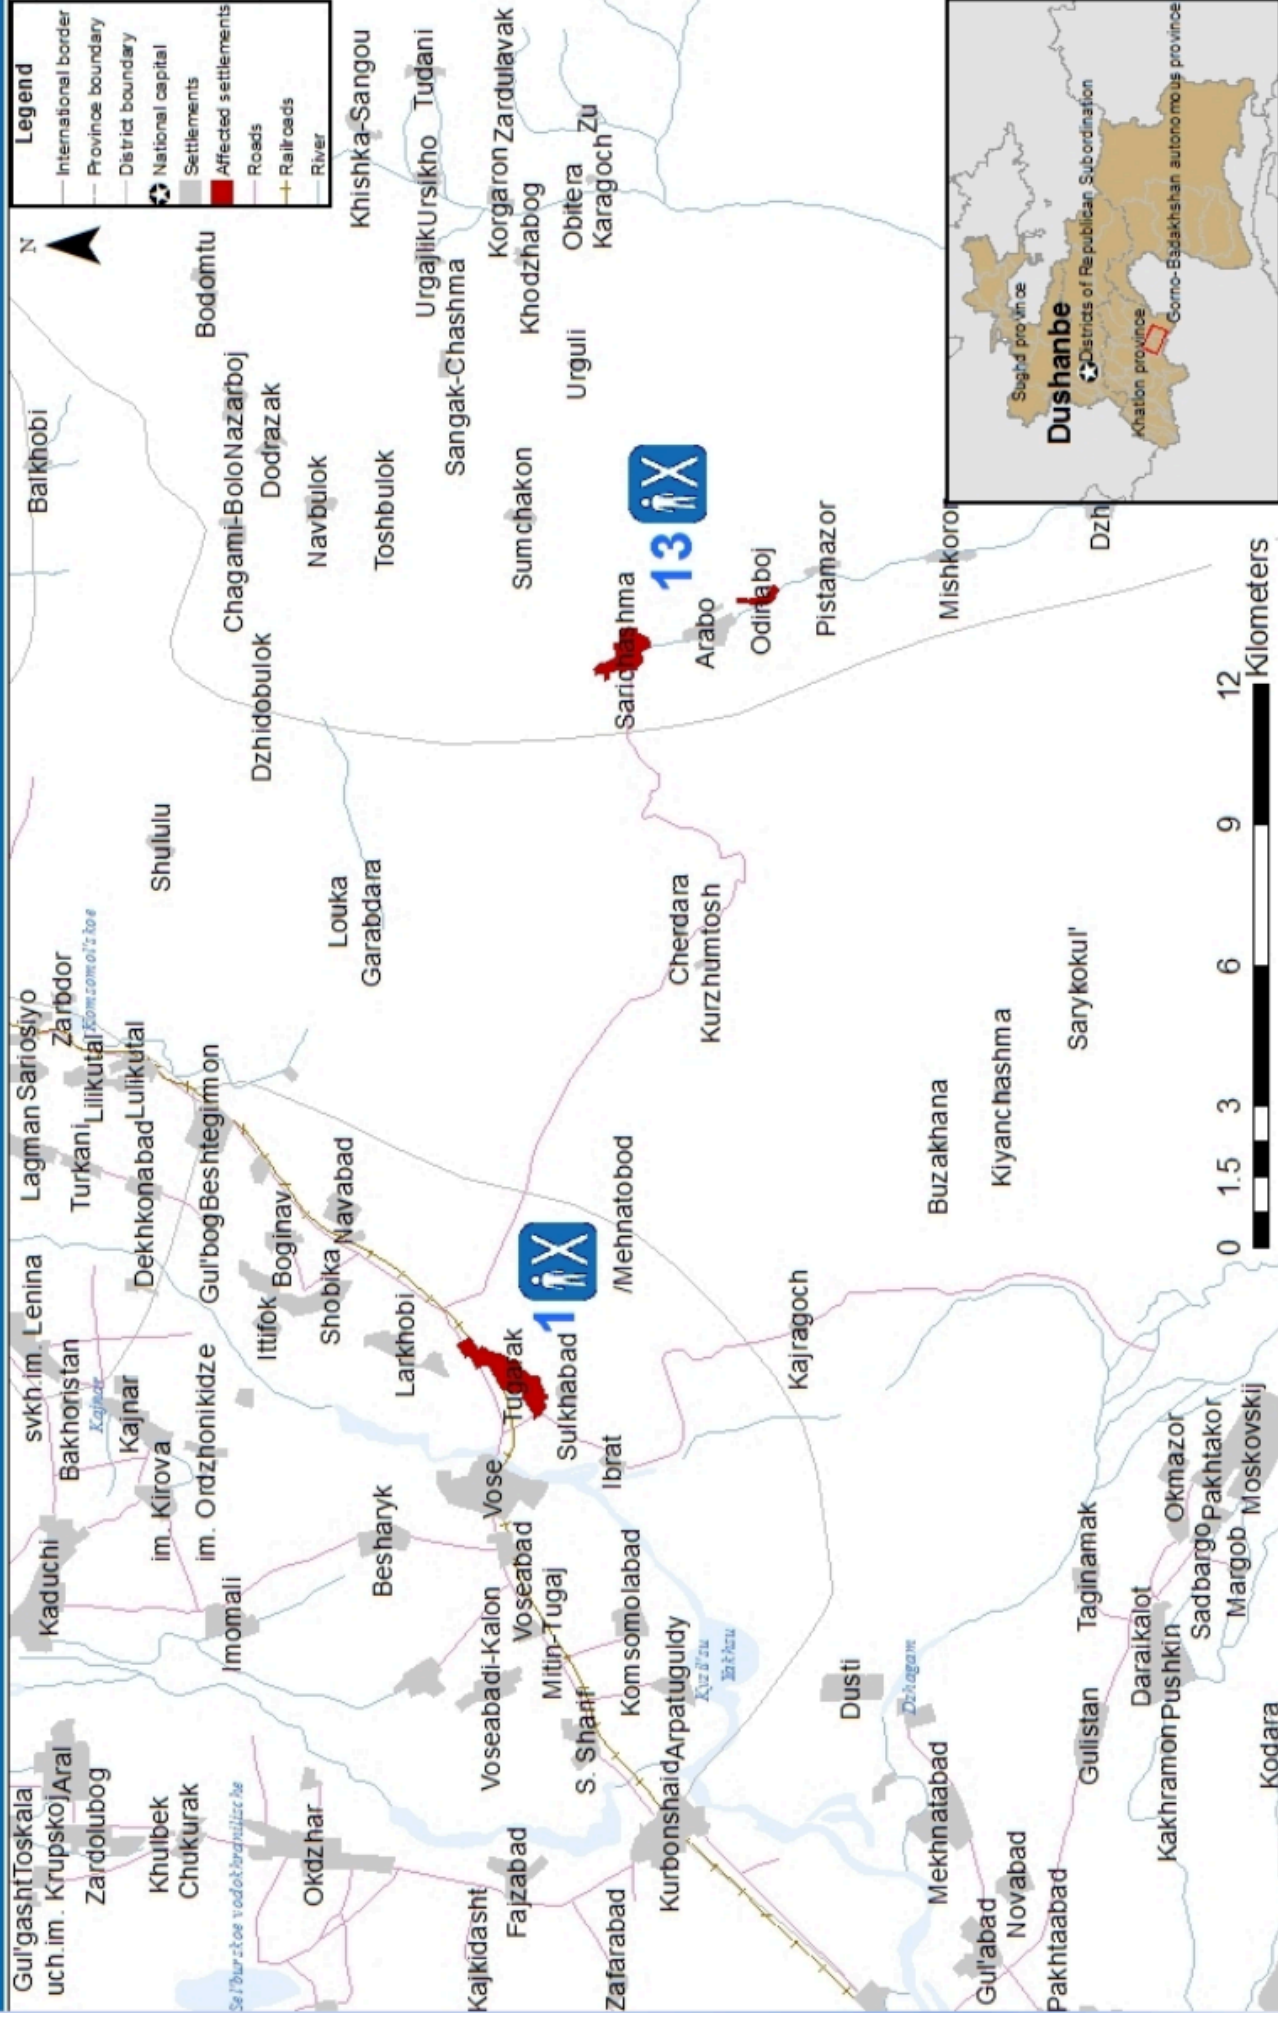 Legend
International border
Province boundary
District boundary
National capital
Settlements
Affected settlements
Roads
Railroads
River
N
Gul'gasht
Toskala
uch.im. Krupskoj
Aral
Zardolubog
Khulbek
Chukurak
Sel'burskoe vodokhranilizche
Okdzhar
Kaduchi
Imomali
svkh.im. Lenina
Bakhoristan
Kajnar
Kajnar
im. Kirova
im. Ordzhonikidze
Lagman
Sariosiyo
Zarbdor
Komsomol'skoe
Turkani
Lilikutal
Lulikutal
Dekhkonabad
Gul'bog
Beshtegirmon
Ittifok
Boginav
Shobika
Navabad
Larkhobi
Besharyk
Shululu
Balkhobi
Bodomtu
Chagami-Bolo
Nazarboj
Dodrazak
Dzhidobulok
Navbulok
Toshbulok
Louka
Garabdara
Khishka-Sangou
Urgajlik
Ursikho
Tudani
Sangak-Chashma
Korgaron
Zardulavak
Khodzhabog
Obitera
Karagoch
Zu
Urguli
Sumchakon
Kajkidasht
Fajzabad
Zafarabad
Voseabadi-Kalon
Voseabad
Vose
Mitin-Tugaj
S. Sharif
Komsomolabad
Kurbonshaid
Arpatuguldy
Kyzil'su
Yakhsu
Tugarak
1
Sulkhabad
Ibrat
/Mehnatobod
Cherdara
Kurzhumtosh
Sarichashma
13
Arabo
Odinaboj
Pistamazor
Mishkoron
Dzh
Kajragoch
Dusti
Dzhagam
Mekhnatabad
Gul'abad
Novabad
Pakhtaabad
Gulistan
Taginamak
Daraikalot
Kakhramon
Pushkin
Sadbargo
Margob
Okmazor
Pakhtakor
Moskovskij
Kodara
Buzakhana
Kiyanchashma
Sarykokul'
0 1.5 3 6 9 12
Kilometers
Sughd province
Dushanbe
Districts of Republican Subordination
Khatlon province
Gorno-Badakhshan autonomous province